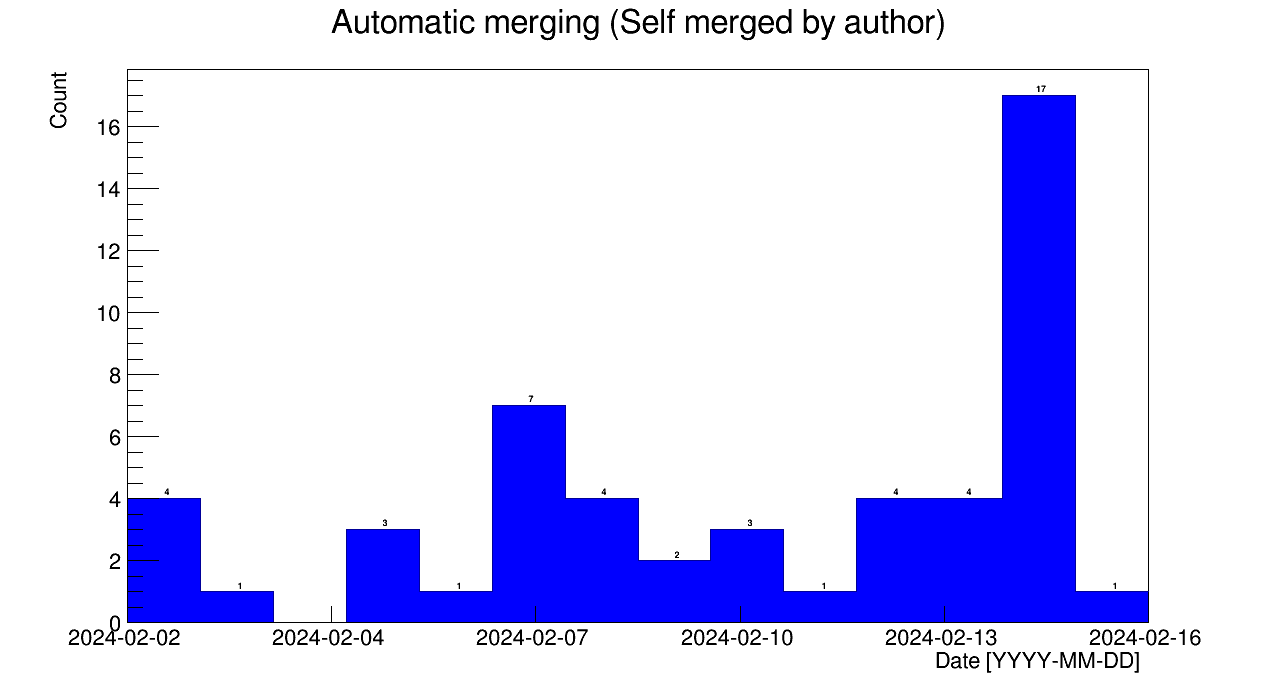 Automatic merging (Self merged by author)
Count
17
16
14
12
10
8
7
6
4 4 4 4 4
3 3
2 2
1 1 1 1
0
2024-02-02 2024-02-04 2024-02-07 2024-02-10 2024-02-13 2024-02-16
Date [YYYY-MM-DD]